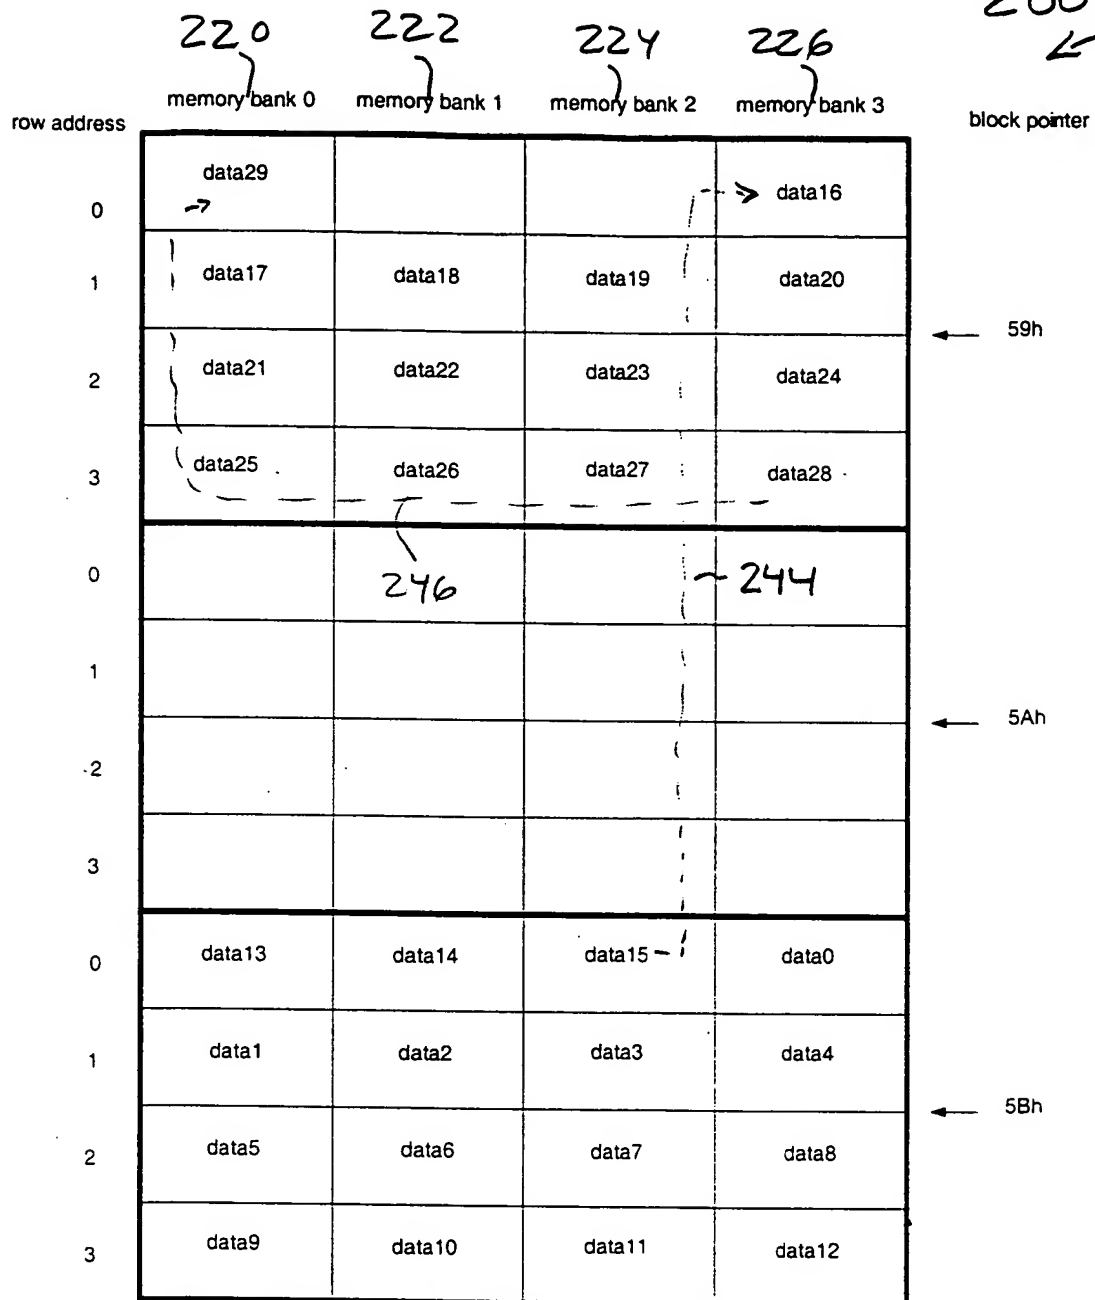 200
220 222 224 226
memory bank 0 memory bank 1 memory bank 2 memory bank 3
row address block pointer
0 data29 data16
1 data17 data18 data19 data20
59h
2 data21 data22 data23 data24
3 data25 data26 data27 data28
0 246 244
1
5Ah
2
3
0 data13 data14 data15 data0
1 data1 data2 data3 data4
5Bh
2 data5 data6 data7 data8
3 data9 data10 data11 data12